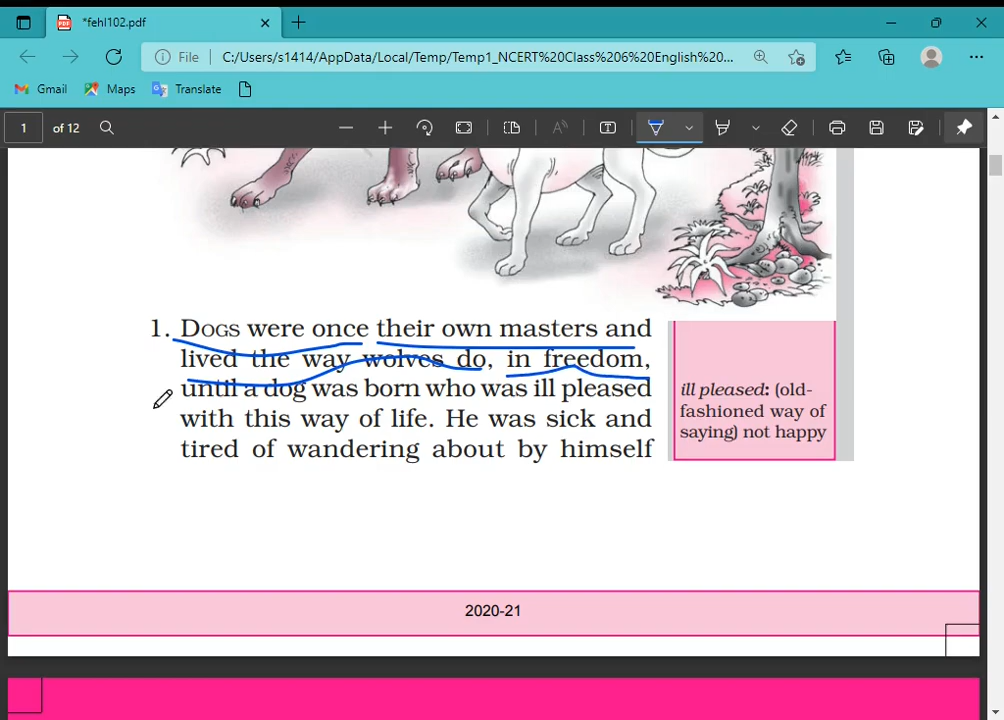 *fehl102.pdf
File
C:/Users/s1414/AppData/Local/Temp/Temp1_NCERT%20Class%206%20English%20...
Gmail
Maps
Translate
1
of 12
1. DOGS were once their own masters and
lived the way wolves do, in freedom,
until a dog was born who was ill pleased
with this way of life. He was sick and
tired of wandering about by himself
ill pleased: (old-
fashioned way of
saying) not happy
2020-21